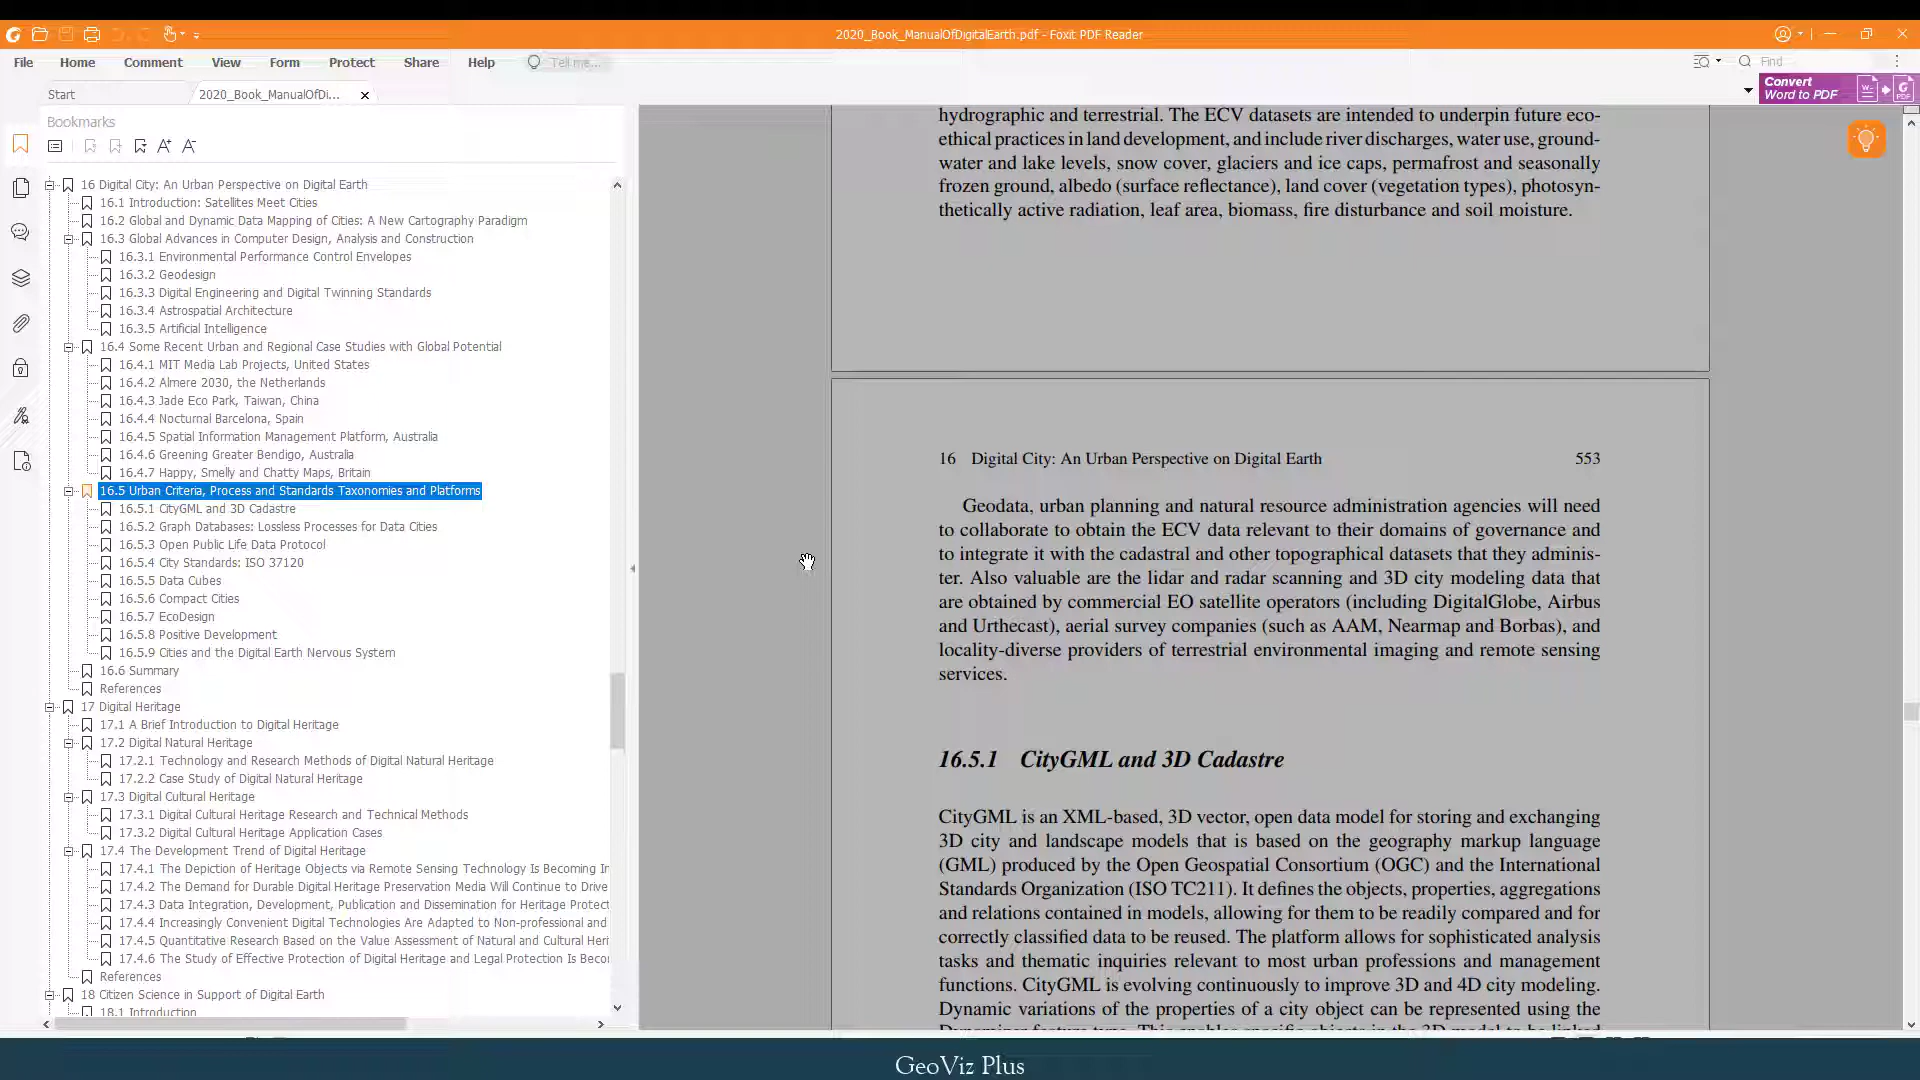 2020_Book_ManualOfDigitalEarth.pdf - Foxit PDF Reader
File Home Comment View Form Protect Share Help Tell me... Find
Convert
Word to PDF
Start 2020_Book_ManualOfDi...
Bookmarks
16 Digital City: An Urban Perspective on Digital Earth
16.1 Introduction: Satellites Meet Cities
16.2 Global and Dynamic Data Mapping of Cities: A New Cartography Paradigm
16.3 Global Advances in Computer Design, Analysis and Construction
16.3.1 Environmental Performance Control Envelopes
16.3.2 Geodesign
16.3.3 Digital Engineering and Digital Twinning Standards
16.3.4 Astrospatial Architecture
16.3.5 Artificial Intelligence
16.4 Some Recent Urban and Regional Case Studies with Global Potential
16.4.1 MIT Media Lab Projects, United States
16.4.2 Almere 2030, the Netherlands
16.4.3 Jade Eco Park, Taiwan, China
16.4.4 Nocturnal Barcelona, Spain
16.4.5 Spatial Information Management Platform, Australia
16.4.6 Greening Greater Bendigo, Australia
16.4.7 Happy, Smelly and Chatty Maps, Britain
16.5 Urban Criteria, Process and Standards Taxonomies and Platforms
16.5.1 CityGML and 3D Cadastre
16.5.2 Graph Databases: Lossless Processes for Data Cities
16.5.3 Open Public Life Data Protocol
16.5.4 City Standards: ISO 37120
16.5.5 Data Cubes
16.5.6 Compact Cities
16.5.7 EcoDesign
16.5.8 Positive Development
16.5.9 Cities and the Digital Earth Nervous System
16.6 Summary
References
17 Digital Heritage
17.1 A Brief Introduction to Digital Heritage
17.2 Digital Natural Heritage
17.2.1 Technology and Research Methods of Digital Natural Heritage
17.2.2 Case Study of Digital Natural Heritage
17.3 Digital Cultural Heritage
17.3.1 Digital Cultural Heritage Research and Technical Methods
17.3.2 Digital Cultural Heritage Application Cases
17.4 The Development Trend of Digital Heritage
17.4.1 The Depiction of Heritage Objects via Remote Sensing Technology Is Becoming In
17.4.2 The Demand for Durable Digital Heritage Preservation Media Will Continue to Drive
17.4.3 Data Integration, Development, Publication and Dissemination for Heritage Protect
17.4.4 Increasingly Convenient Digital Technologies Are Adapted to Non-professional and
17.4.5 Quantitative Research Based on the Value Assessment of Natural and Cultural Heri
17.4.6 The Study of Effective Protection of Digital Heritage and Legal Protection Is Beco
References
18 Citizen Science in Support of Digital Earth
18.1 Introduction
hydrographic and terrestrial. The ECV datasets are intended to underpin future eco-
ethical practices in land development, and include river discharges, water use, ground-
water and lake levels, snow cover, glaciers and ice caps, permafrost and seasonally
frozen ground, albedo (surface reflectance), land cover (vegetation types), photosyn-
thetically active radiation, leaf area, biomass, fire disturbance and soil moisture.
16 Digital City: An Urban Perspective on Digital Earth 553
Geodata, urban planning and natural resource administration agencies will need
to collaborate to obtain the ECV data relevant to their domains of governance and
to integrate it with the cadastral and other topographical datasets that they adminis-
ter. Also valuable are the lidar and radar scanning and 3D city modeling data that
are obtained by commercial EO satellite operators (including DigitalGlobe, Airbus
and Urthecast), aerial survey companies (such as AAM, Nearmap and Borbas), and
locality-diverse providers of terrestrial environmental imaging and remote sensing
services.
16.5.1 CityGML and 3D Cadastre
CityGML is an XML-based, 3D vector, open data model for storing and exchanging
3D city and landscape models that is based on the geography markup language
(GML) produced by the Open Geospatial Consortium (OGC) and the International
Standards Organization (ISO TC211). It defines the objects, properties, aggregations
and relations contained in models, allowing for them to be readily compared and for
correctly classified data to be reused. The platform allows for sophisticated analysis
tasks and thematic inquiries relevant to most urban professions and management
functions. CityGML is evolving continuously to improve 3D and 4D city modeling.
Dynamic variations of the properties of a city object can be represented using the
GeoViz Plus